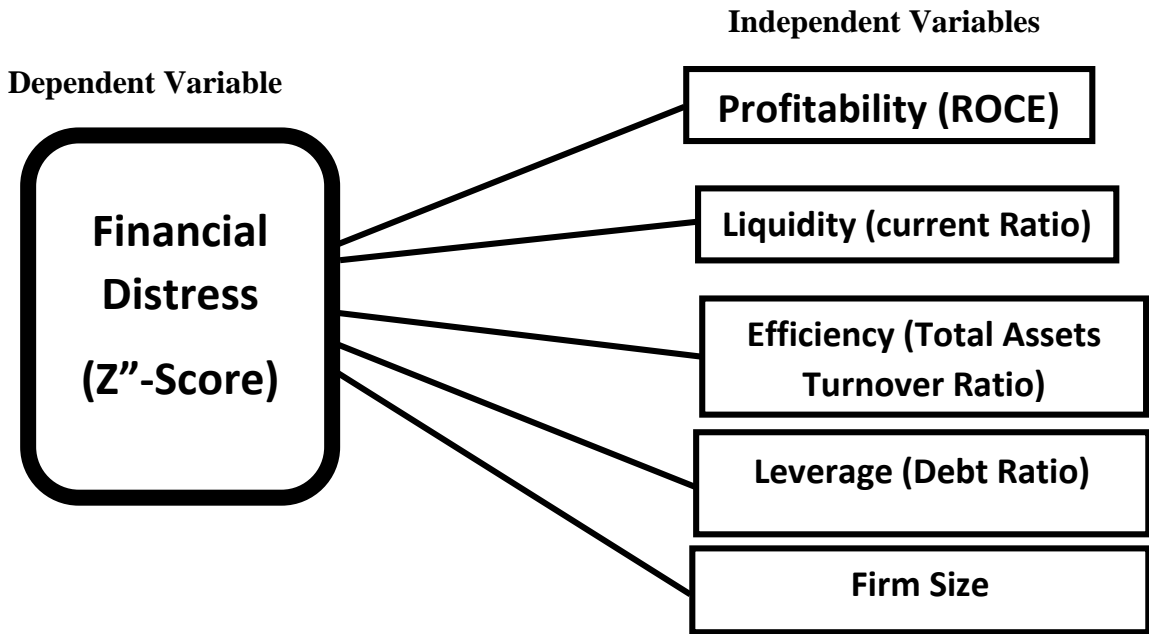 Independent Variables
Dependent Variable
Profitability (ROCE)
Financial
Distress
(Z”-Score)
Liquidity (current Ratio)
Efficiency (Total Assets
Turnover Ratio)
Leverage (Debt Ratio)
Firm Size